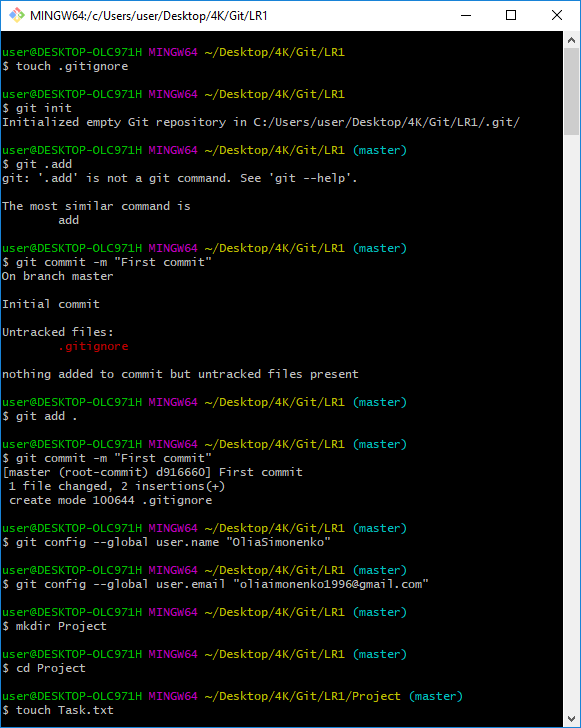 MINGW64:/c/Users/user/Desktop/4K/Git/LR1
user@DESKTOP-OLC971H MINGW64 ~/Desktop/4K/Git/LR1
$ touch .gitignore
user@DESKTOP-OLC971H MINGW64 ~/Desktop/4K/Git/LR1
$ git init
Initialized empty Git repository in C:/Users/user/Desktop/4K/Git/LR1/.git/
user@DESKTOP-OLC971H MINGW64 ~/Desktop/4K/Git/LR1 (master)
$ git .add
git: '.add' is not a git command. See 'git --help'.
The most similar command is
add
user@DESKTOP-OLC971H MINGW64 ~/Desktop/4K/Git/LR1 (master)
$ git commit -m "First commit"
On branch master
Initial commit
Untracked files:
.gitignore
nothing added to commit but untracked files present
user@DESKTOP-OLC971H MINGW64 ~/Desktop/4K/Git/LR1 (master)
$ git add .
user@DESKTOP-OLC971H MINGW64 ~/Desktop/4K/Git/LR1 (master)
$ git commit -m "First commit"
[master (root-commit) d916660] First commit
1 file changed, 2 insertions(+)
create mode 100644 .gitignore
user@DESKTOP-OLC971H MINGW64 ~/Desktop/4K/Git/LR1 (master)
$ git config --global user.name "OliaSimonenko"
user@DESKTOP-OLC971H MINGW64 ~/Desktop/4K/Git/LR1 (master)
$ git config --global user.email "oliaimonenko1996@gmail.com"
user@DESKTOP-OLC971H MINGW64 ~/Desktop/4K/Git/LR1 (master)
$ mkdir Project
user@DESKTOP-OLC971H MINGW64 ~/Desktop/4K/Git/LR1 (master)
$ cd Project
user@DESKTOP-OLC971H MINGW64 ~/Desktop/4K/Git/LR1/Project (master)
$ touch Task.txt